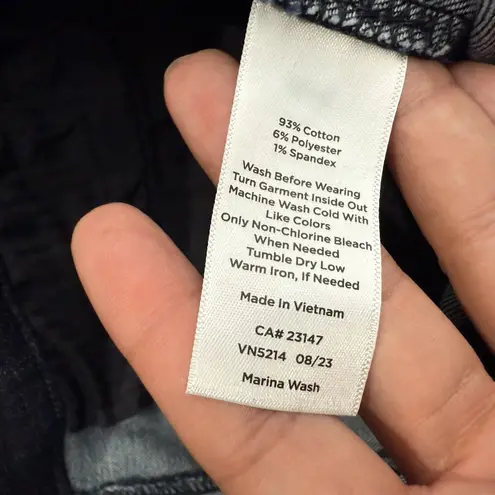 93% Cotton
6% Polyester
1% Spandex
Wash Before Wearing
Turn Garment Inside Out
Machine Wash Cold With
Like Colors
Only Non-Chlorine Bleach
When Needed
Tumble Dry Low
Warm Iron, If Needed
Made In Vietnam
CA# 23147
VN5214 08/23
Marina Wash